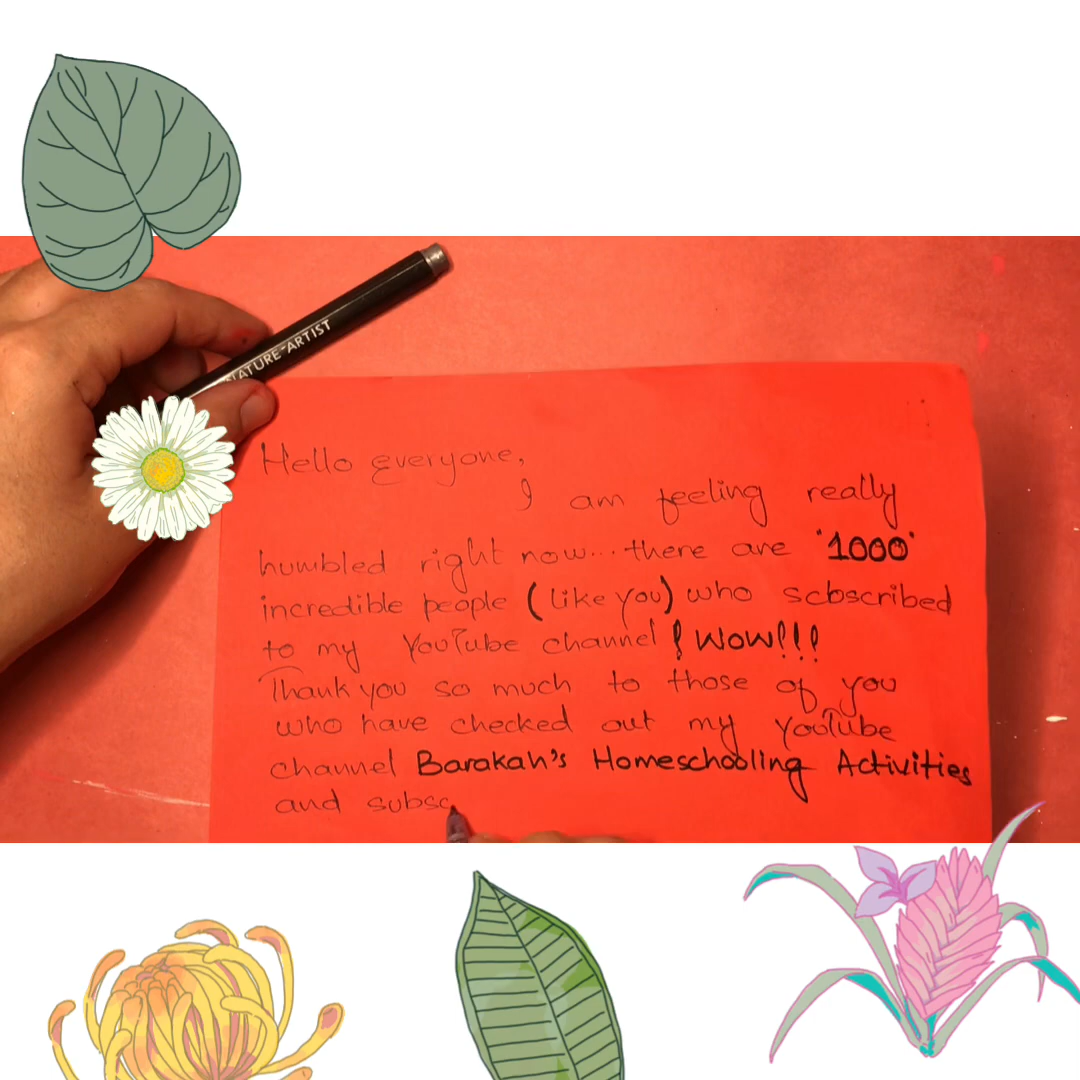 NATURE-ARTIST
Hello everyone,
I am feeling really
humbled right now... there are "1000"
incredible people (like you) who scbscribed
to my YouTube channel! WOW!!!
Thank you so much to those of you
who have checked out my YouTube
channel Barakah's Homeschooling Activities
and subsc